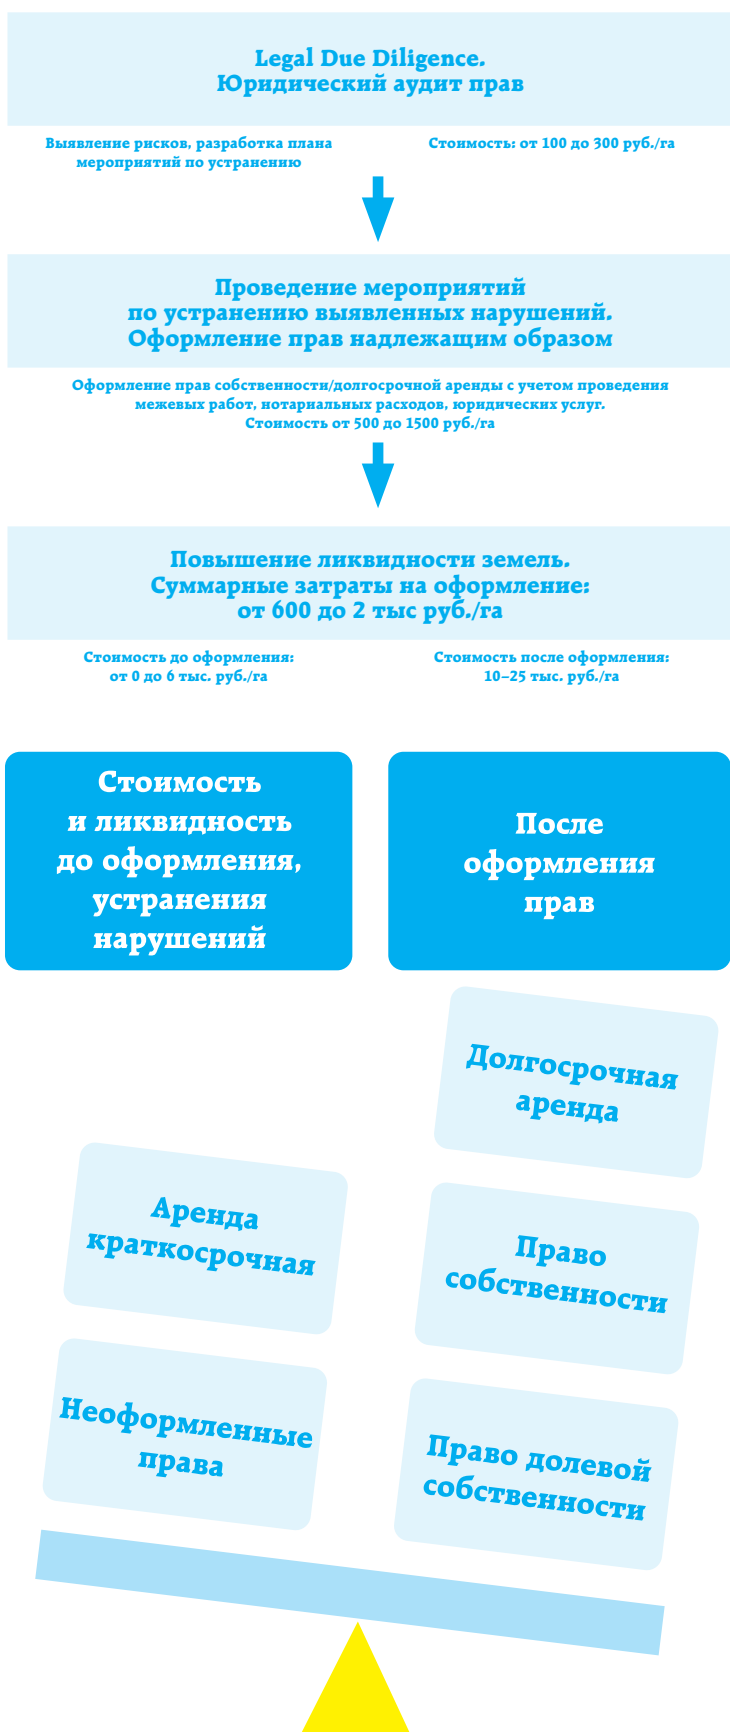 Legal Due Diligence.
Юридический аудит прав
Выявление рисков, разработка плана
мероприятий по устранению
Стоимость: от 100 до 300 руб./га
Проведение мероприятий
по устранению выявленных нарушений.
Оформление прав надлежащим образом
Оформление прав собственности/долгосрочной аренды с учетом проведения
межевых работ, нотариальных расходов, юридических услуг.
Стоимость от 500 до 1500 руб./га
Повышение ликвидности земель.
Суммарные затраты на оформление:
от 600 до 2 тыс руб./га
Стоимость до оформления:
от 0 до 6 тыс. руб./га
Стоимость после оформления:
10–25 тыс. руб./га
Стоимость
и ликвидность
до оформления,
устранения
нарушений
После
оформления
прав
Долгосрочная
аренда
Аренда
краткосрочная
Право
собственности
Неоформленные
права
Право долевой
собственности